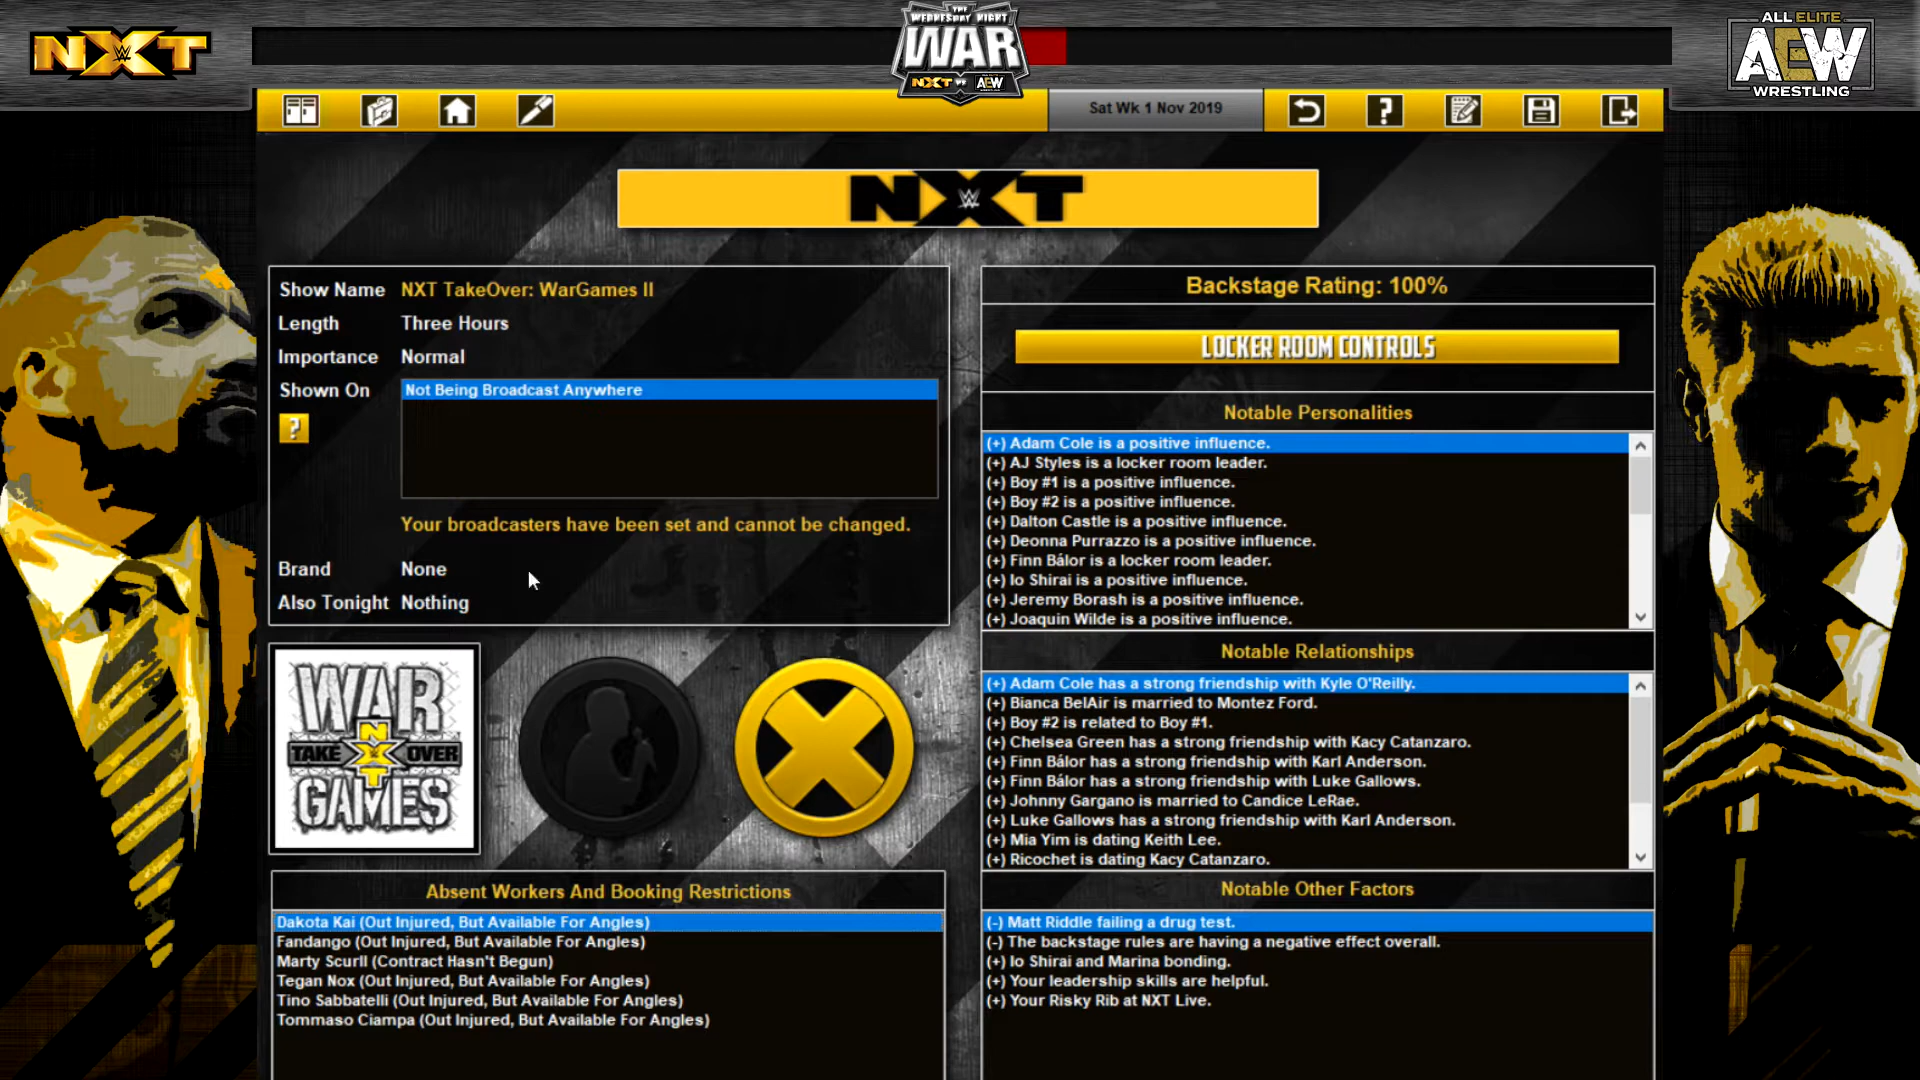 NXT
THE
WEDNESDAY NIGHT
WAR
NXT VS AEW
ALL ELITE
AEW
WRESTLING
Sat Wk 1 Nov 2019
NXT
Show Name NXT TakeOver: WarGames II
Length Three Hours
Importance Normal
Shown On Not Being Broadcast Anywhere
?
Your broadcasters have been set and cannot be changed.
Brand None
Also Tonight Nothing
WAR
TAKE NXT OVER
GAMES
Absent Workers And Booking Restrictions
Dakota Kai (Out Injured, But Available For Angles)
Fandango (Out Injured, But Available For Angles)
Marty Scurll (Contract Hasn't Begun)
Tegan Nox (Out Injured, But Available For Angles)
Tino Sabbatelli (Out Injured, But Available For Angles)
Tommaso Ciampa (Out Injured, But Available For Angles)
Backstage Rating: 100%
LOCKER ROOM CONTROLS
Notable Personalities
(+) Adam Cole is a positive influence.
(+) AJ Styles is a locker room leader.
(+) Boy #1 is a positive influence.
(+) Boy #2 is a positive influence.
(+) Dalton Castle is a positive influence.
(+) Deonna Purrazzo is a positive influence.
(+) Finn Bálor is a locker room leader.
(+) Io Shirai is a positive influence.
(+) Jeremy Borash is a positive influence.
(+) Joaquin Wilde is a positive influence.
Notable Relationships
(+) Adam Cole has a strong friendship with Kyle O'Reilly.
(+) Bianca BelAir is married to Montez Ford.
(+) Boy #2 is related to Boy #1.
(+) Chelsea Green has a strong friendship with Kacy Catanzaro.
(+) Finn Bálor has a strong friendship with Karl Anderson.
(+) Finn Bálor has a strong friendship with Luke Gallows.
(+) Johnny Gargano is married to Candice LeRae.
(+) Luke Gallows has a strong friendship with Karl Anderson.
(+) Mia Yim is dating Keith Lee.
(+) Ricochet is dating Kacy Catanzaro.
Notable Other Factors
(-) Matt Riddle failing a drug test.
(-) The backstage rules are having a negative effect overall.
(+) Io Shirai and Marina bonding.
(+) Your leadership skills are helpful.
(+) Your Risky Rib at NXT Live.